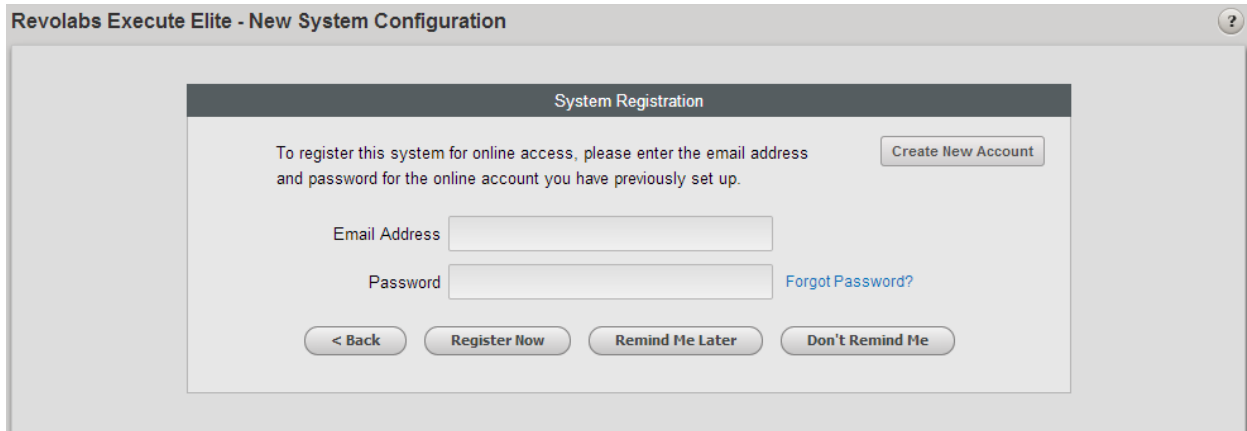 Revolabs Execute Elite - New System Configuration
?
System Registration
To register this system for online access, please enter the email address
and password for the online account you have previously set up.
Create New Account
Email Address
Password
Forgot Password?
< Back
Register Now
Remind Me Later
Don't Remind Me